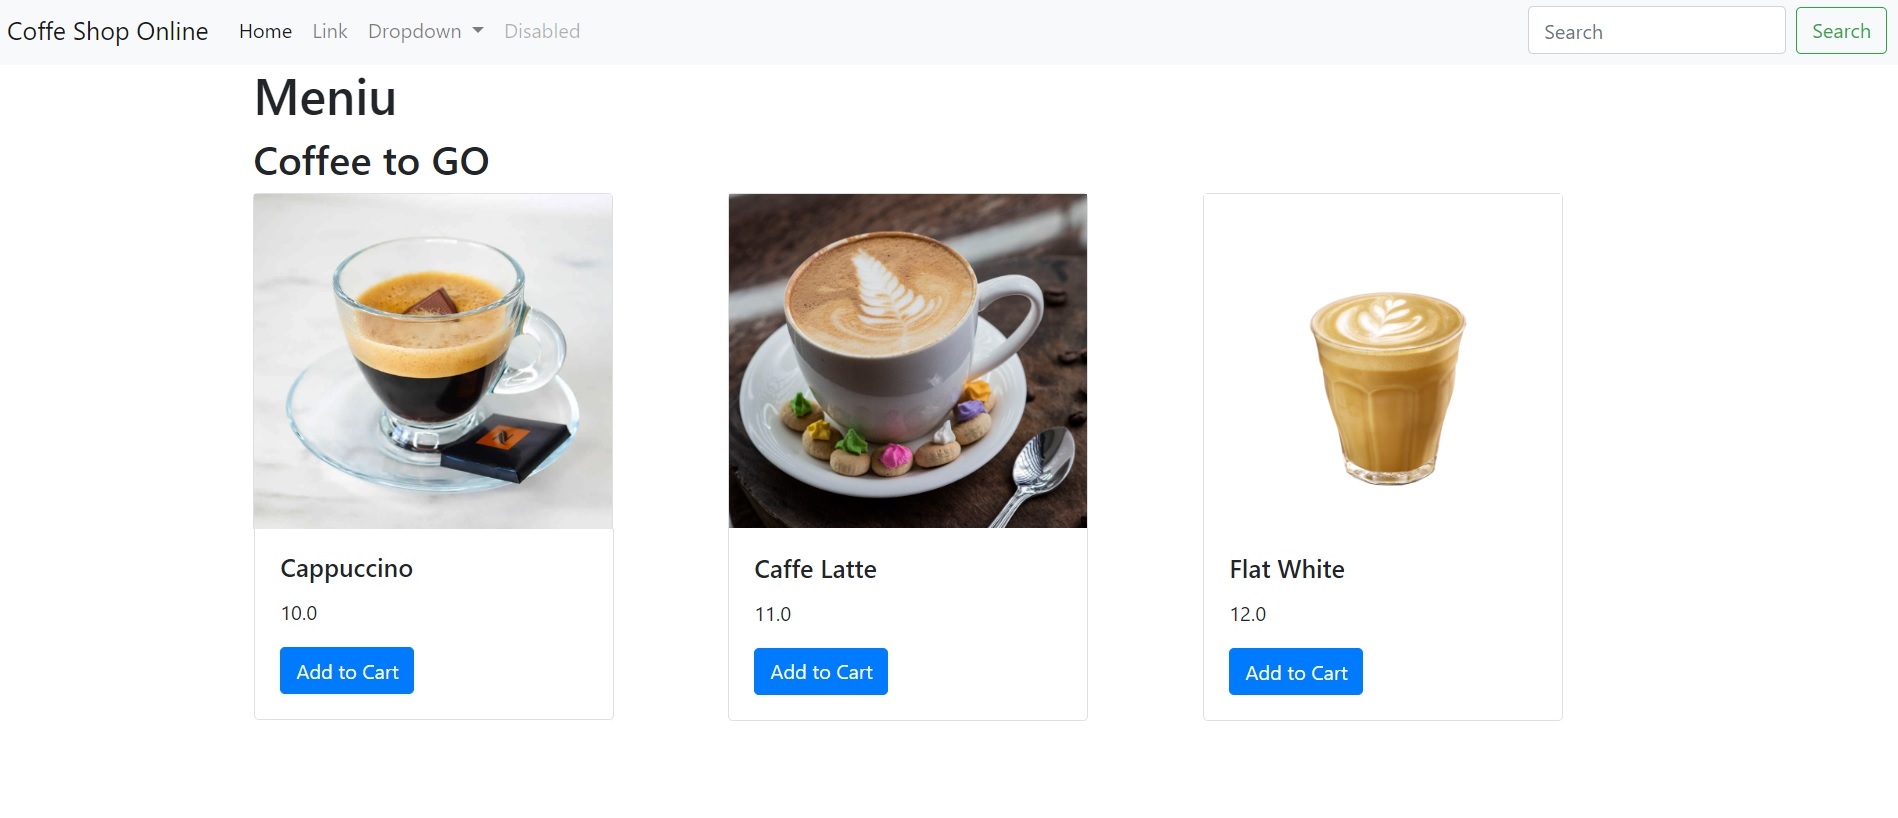 Coffe Shop Online Home Link Dropdown Disabled Search Search
Meniu
Coffee to GO
Cappuccino
10.0
Add to Cart
Caffe Latte
11.0
Add to Cart
Flat White
12.0
Add to Cart